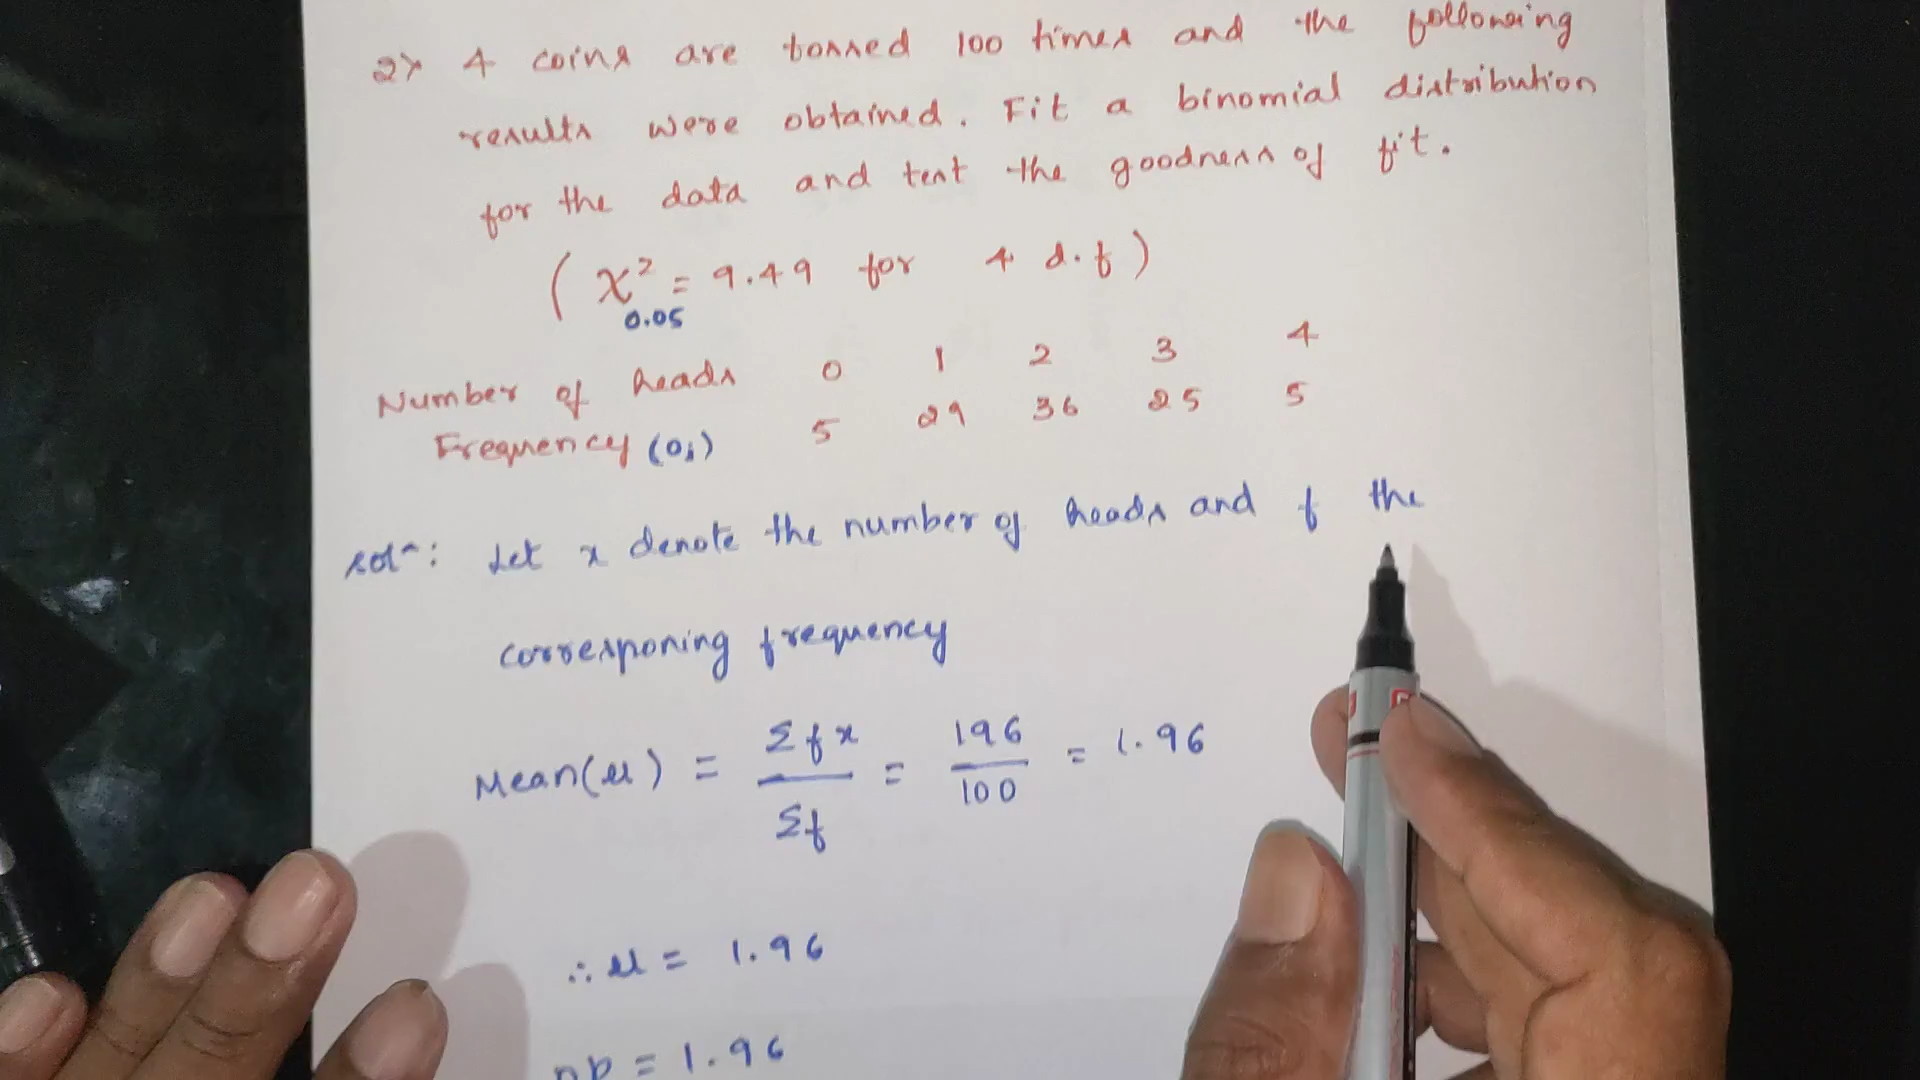 2> 4 coins are tossed 100 times and the following
results were obtained. Fit a binomial distribution
for the data and test the goodness of fit.
( χ²0.05 = 9.49 for 4 d.f )
Number of heads 0 1 2 3 4
Frequency (Oi) 5 29 36 25 5
solⁿ: Let x denote the number of heads and f the
corresponing frequency
Mean(μ) = Σfx / Σf = 196 / 100 = 1.96
∴ μ = 1.96
np = 1.96